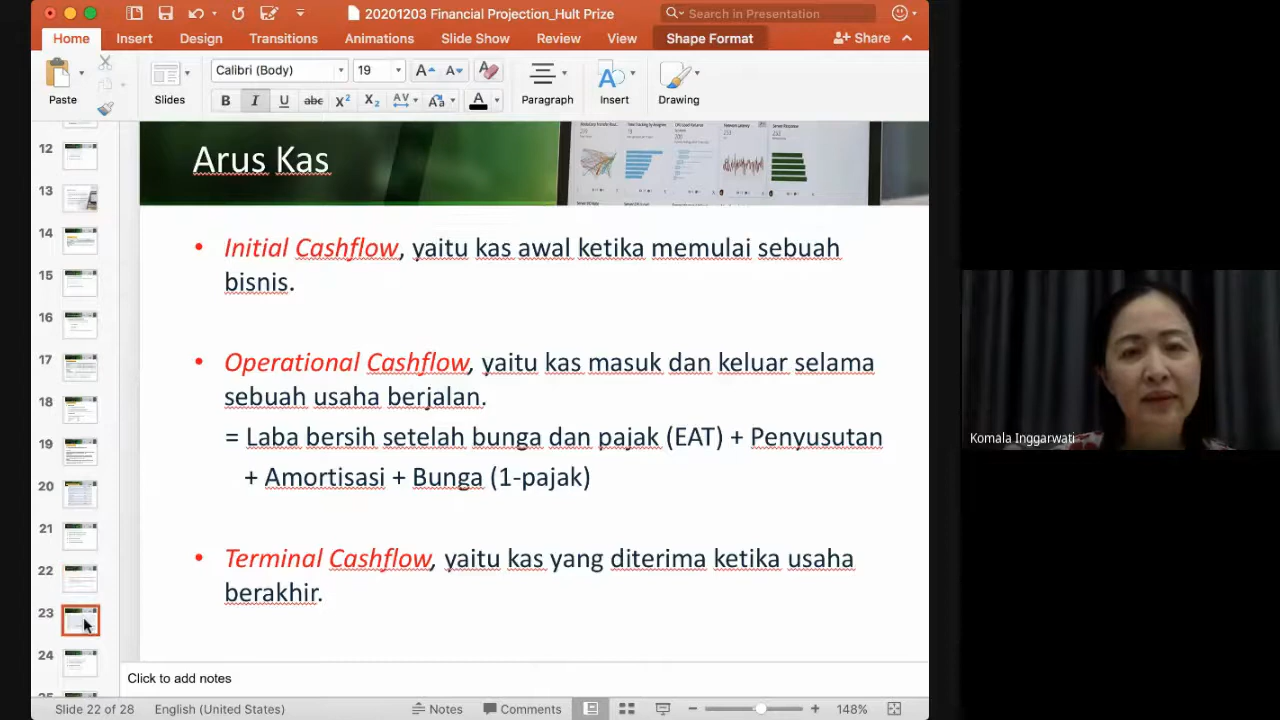 20201203 Financial Projection_Hult Prize
Search in Presentation
Home Insert Design Transitions Animations Slide Show Review View Shape Format Share
Calibri (Body) 19
Paste Slides B I U abc X² X₂ A Paragraph Insert Drawing
12
13
14
15
16
17
18
19
20
21
22
23
24
Arus Kas
• Initial Cashflow, yaitu kas awal ketika memulai sebuah
bisnis.
• Operational Cashflow, yaitu kas masuk dan keluar selama
sebuah usaha berjalan.
= Laba bersih setelah bunga dan pajak (EAT) + Penyusutan
+ Amortisasi + Bunga (1-pajak)
• Terminal Cashflow, yaitu kas yang diterima ketika usaha
berakhir.
Komala Inggarwati
Click to add notes
Slide 22 of 28 English (United States) Notes Comments 148%